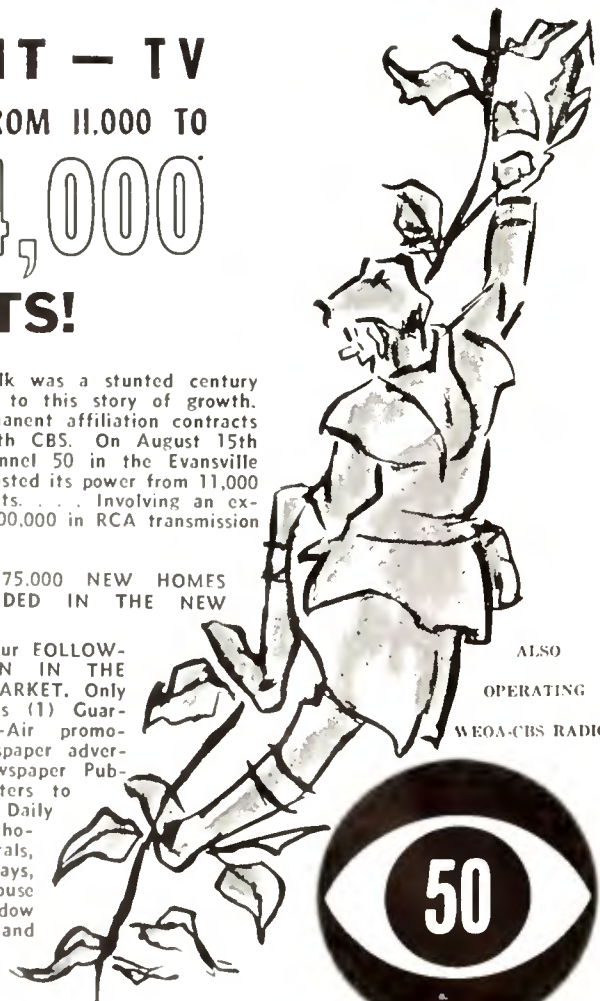 IT — TV
ROM 11.000 TO
4,000
TS!
lk was a stunted century
to this story of growth.
anent affiliation contracts
th CBS. On August 15th
nnel 50 in the Evansville
sted its power from 11,000
ts. . . . Involving an ex-
00,000 in RCA transmission
75.000 NEW HOMES
DED IN THE NEW
ur FOLLOW-
N IN THE
ARKET. Only
s (1) Guar-
-Air promo-
spaper adver-
wspaper Pub-
ters to
Daily
ho-
rals,
ays,
ouse
dow
and
ALSO
OPERATING
WEOA-CBS RADIO
50